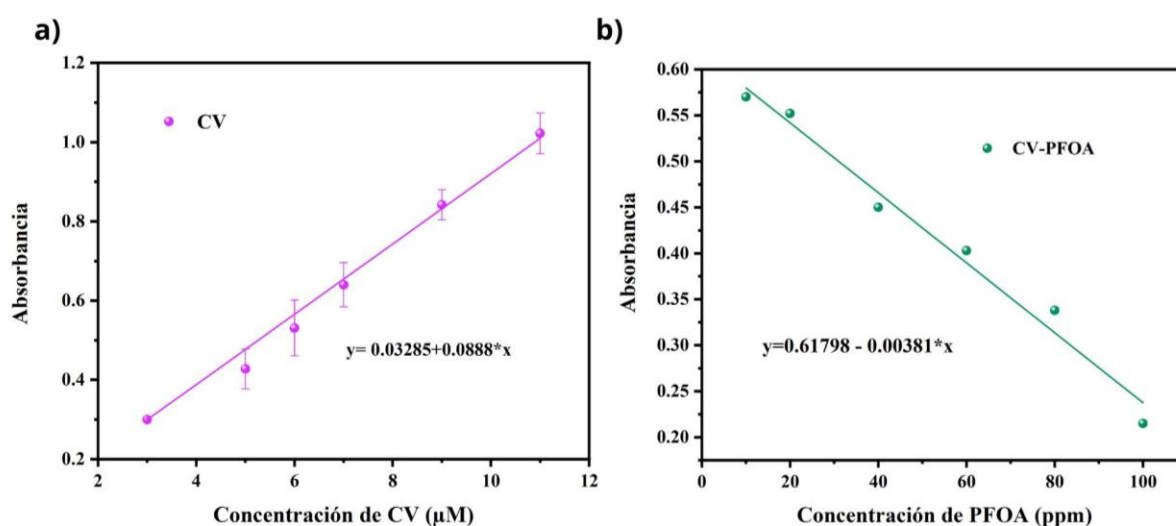 a)
1.2
1.0
0.8
0.6
0.4
0.2
2
4
6
8
10
12
Absorbancia
Concentración de CV (µM)
CV
y= 0.03285+0.0888*x
b)
0.60
0.55
0.50
0.45
0.40
0.35
0.30
0.25
0.20
0
20
40
60
80
100
Absorbancia
Concentración de PFOA (ppm)
CV-PFOA
y=0.61798 - 0.00381*x